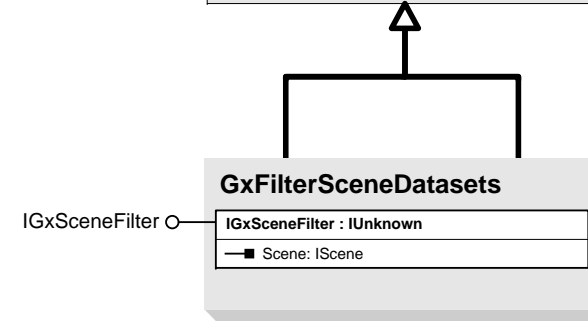 GxFilterSceneDatasets
IGxSceneFilter
IGxSceneFilter : IUnknown
Scene: IScene